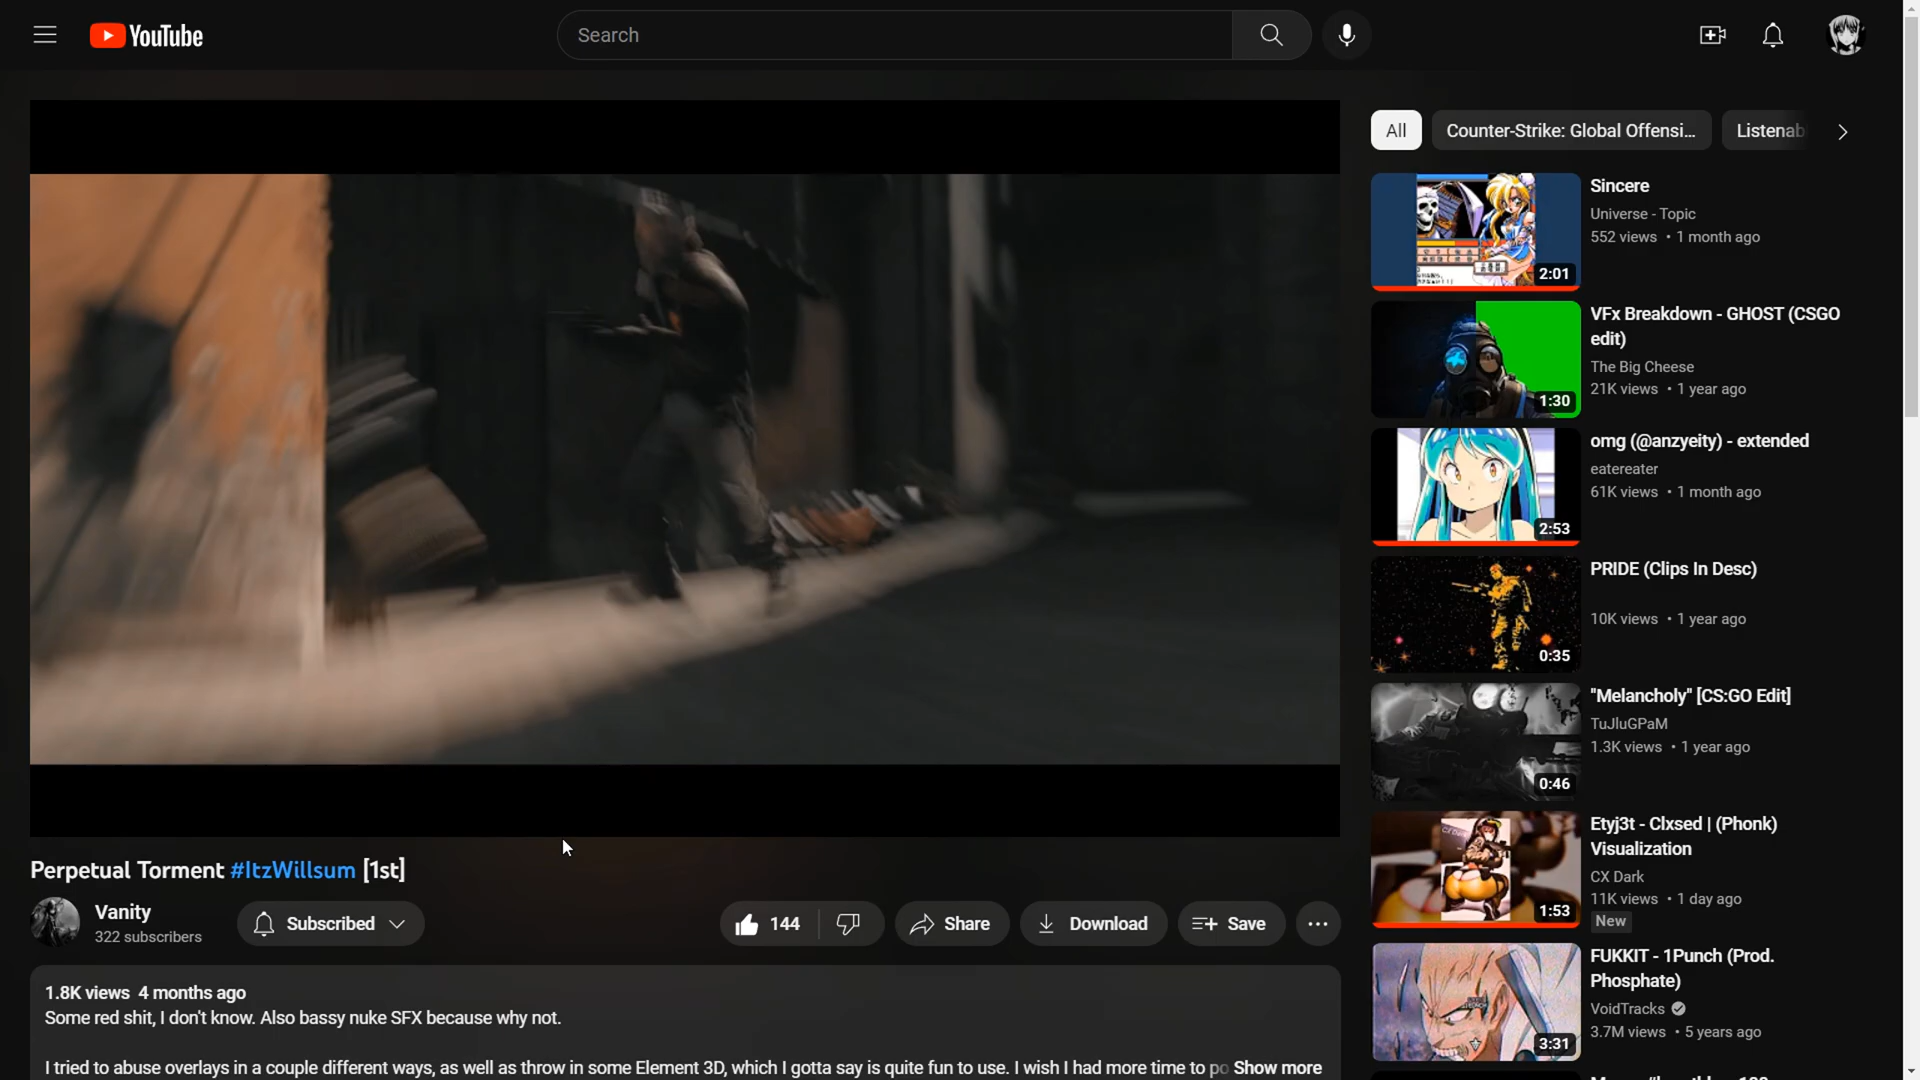 YouTube
Search
All
Counter-Strike: Global Offensi...
Listenab
Sincere
Universe - Topic
552 views • 1 month ago
2:01
VFx Breakdown - GHOST (CSGO
edit)
The Big Cheese
21K views • 1 year ago
1:30
omg (@anzyeity) - extended
eatereater
61K views • 1 month ago
2:53
PRIDE (Clips In Desc)
10K views • 1 year ago
0:35
"Melancholy" [CS:GO Edit]
TuJluGPaM
1.3K views • 1 year ago
0:46
Etyj3t - Clxsed | (Phonk)
Visualization
CX Dark
11K views • 1 day ago
New
1:53
FUKKIT - 1Punch (Prod.
Phosphate)
VoidTracks
3.7M views • 5 years ago
3:31
Perpetual Torment #ItzWillsum [1st]
Vanity
322 subscribers
Subscribed
144
Share
Download
Save
1.8K views 4 months ago
Some red shit, I don't know. Also bassy nuke SFX because why not.
I tried to abuse overlays in a couple different ways, as well as throw in some Element 3D, which I gotta say is quite fun to use. I wish I had more time to po Show more